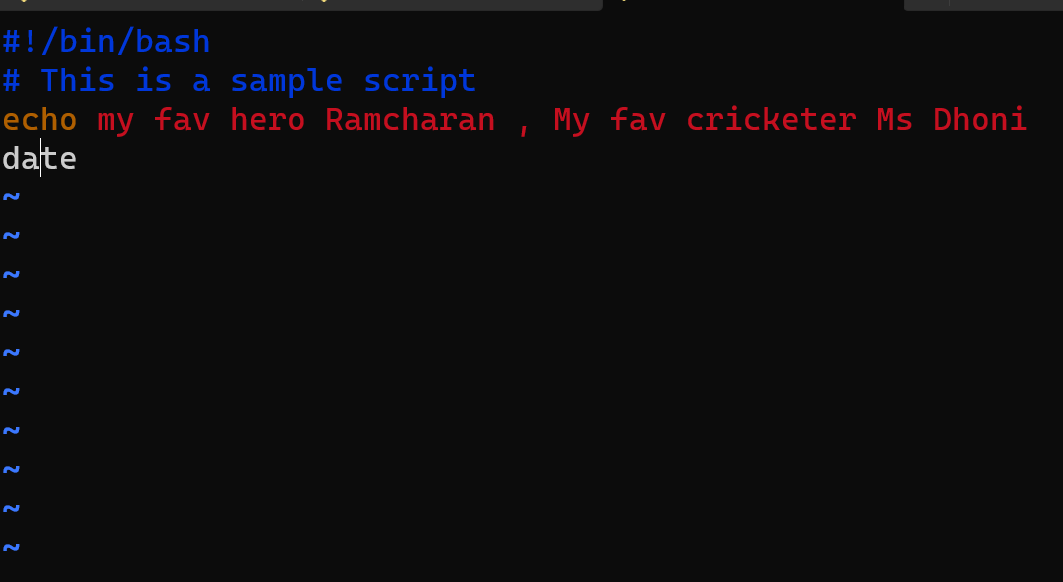 #!/bin/bash
# This is a sample script
echo my fav hero Ramcharan , My fav cricketer Ms Dhoni
date
~
~
~
~
~
~
~
~
~
~